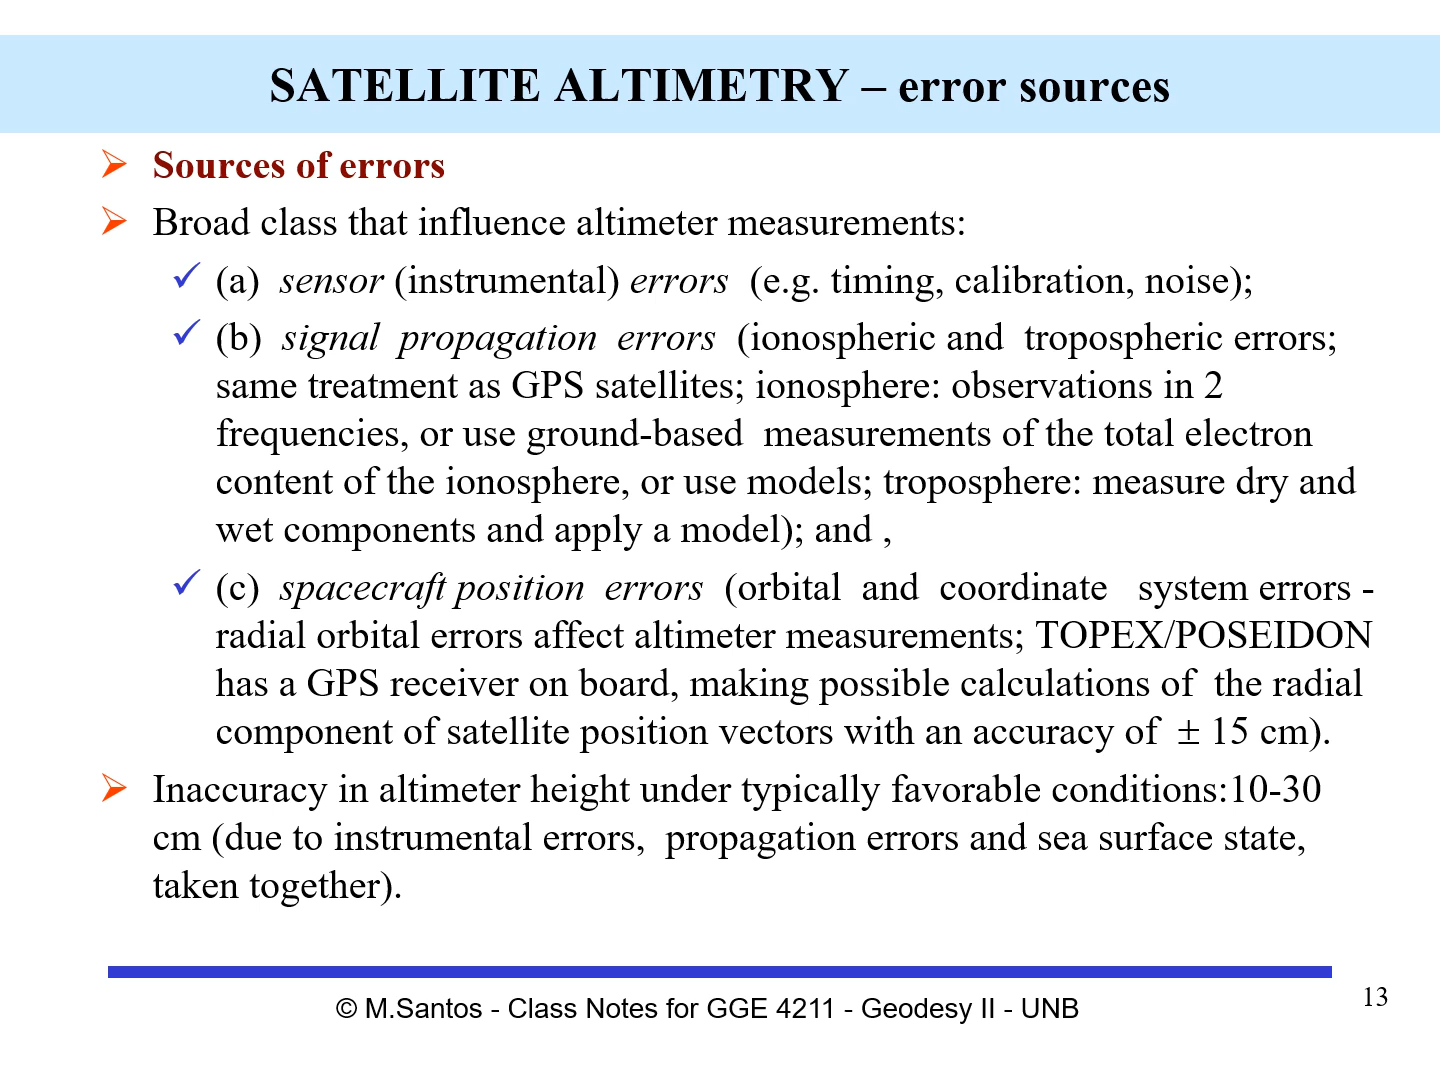 SATELLITE ALTIMETRY – error sources
Sources of errors
Broad class that influence altimeter measurements:
(a) sensor (instrumental) errors (e.g. timing, calibration, noise);
(b) signal propagation errors (ionospheric and tropospheric errors;
same treatment as GPS satellites; ionosphere: observations in 2
frequencies, or use ground-based measurements of the total electron
content of the ionosphere, or use models; troposphere: measure dry and
wet components and apply a model); and ,
(c) spacecraft position errors (orbital and coordinate system errors -
radial orbital errors affect altimeter measurements; TOPEX/POSEIDON
has a GPS receiver on board, making possible calculations of the radial
component of satellite position vectors with an accuracy of ± 15 cm).
Inaccuracy in altimeter height under typically favorable conditions:10-30
cm (due to instrumental errors, propagation errors and sea surface state,
taken together).
© M.Santos - Class Notes for GGE 4211 - Geodesy II - UNB
13